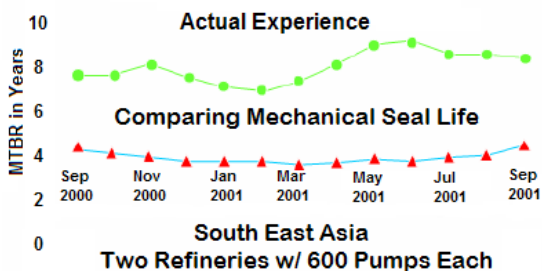 10
Actual Experience
8
MTBR in Years
6
Comparing Mechanical Seal Life
4
Sep Nov Jan Mar May Jul Sep
2000 2000 2001 2001 2001 2001 2001
2
0
South East Asia
Two Refineries w/ 600 Pumps Each